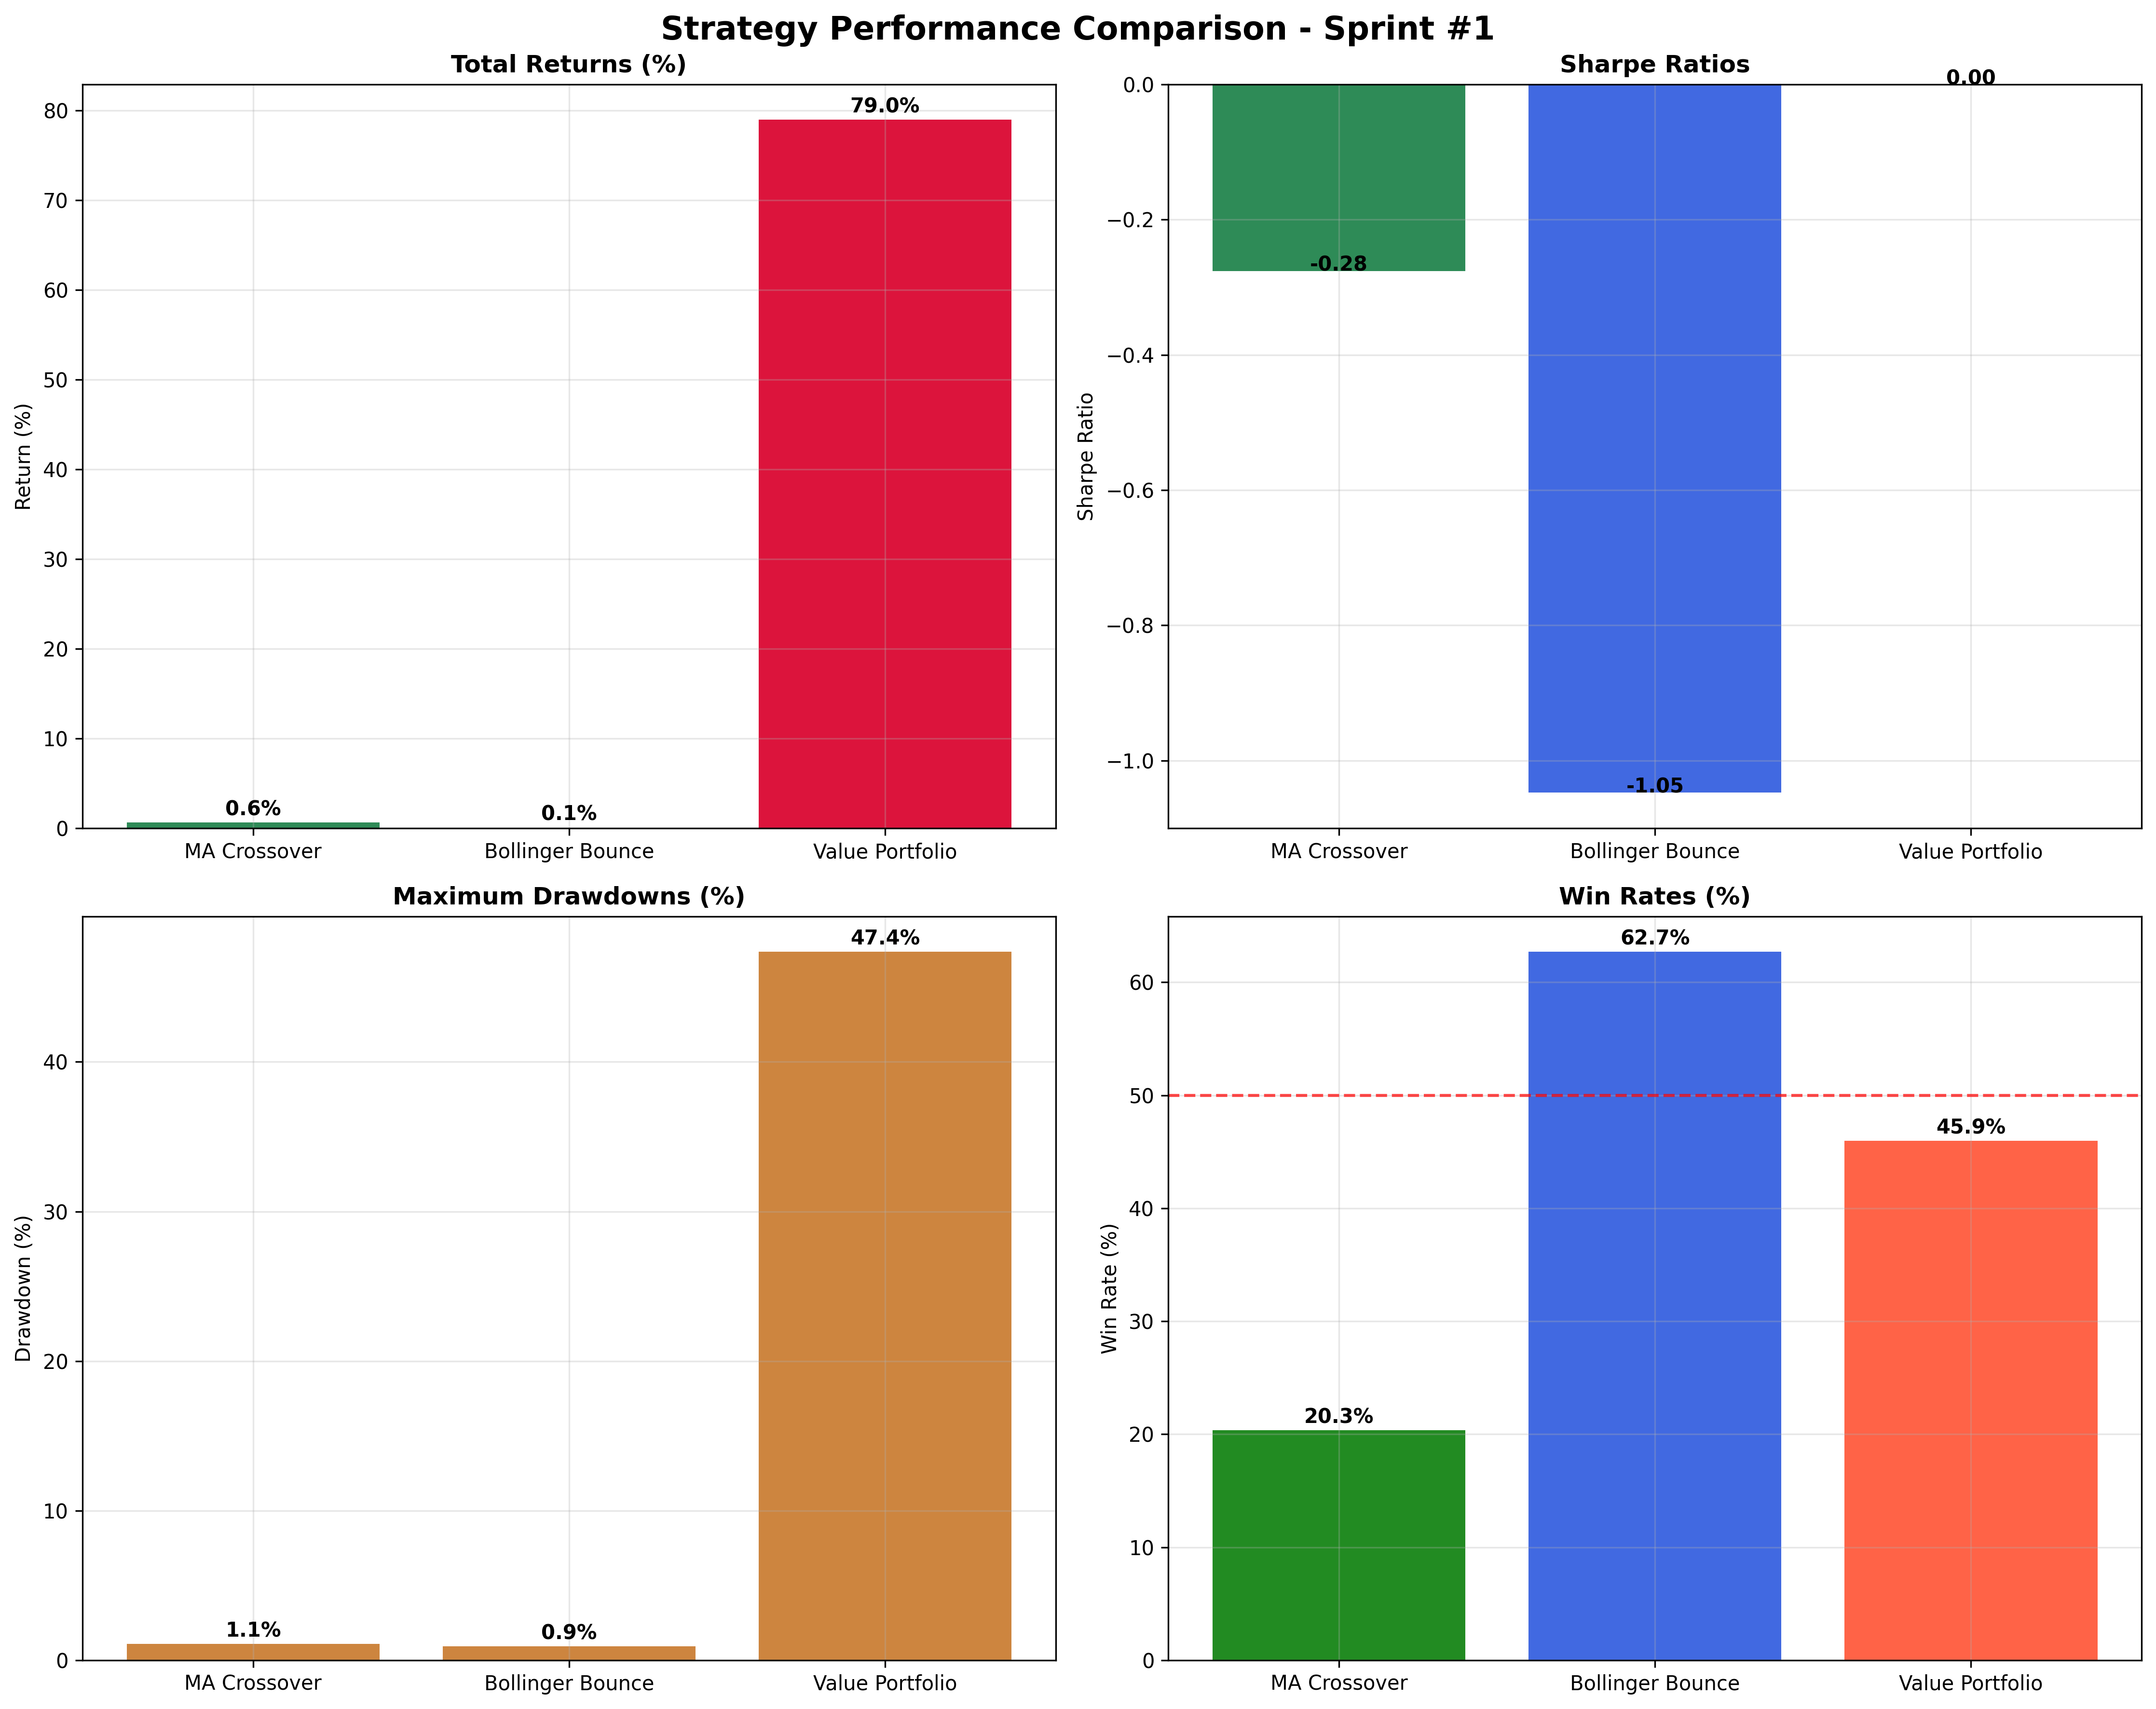 Strategy Performance Comparison - Sprint #1
Total Returns (%)
80
70
60
50
40
30
20
10
0
Return (%)
0.6%
0.1%
79.0%
MA Crossover
Bollinger Bounce
Value Portfolio
Sharpe Ratios
0.0
−0.2
−0.4
−0.6
−0.8
−1.0
Sharpe Ratio
-0.28
-1.05
0.00
MA Crossover
Bollinger Bounce
Value Portfolio
Maximum Drawdowns (%)
40
30
20
10
0
Drawdown (%)
1.1%
0.9%
47.4%
MA Crossover
Bollinger Bounce
Value Portfolio
Win Rates (%)
60
50
40
30
20
10
0
Win Rate (%)
20.3%
62.7%
45.9%
MA Crossover
Bollinger Bounce
Value Portfolio